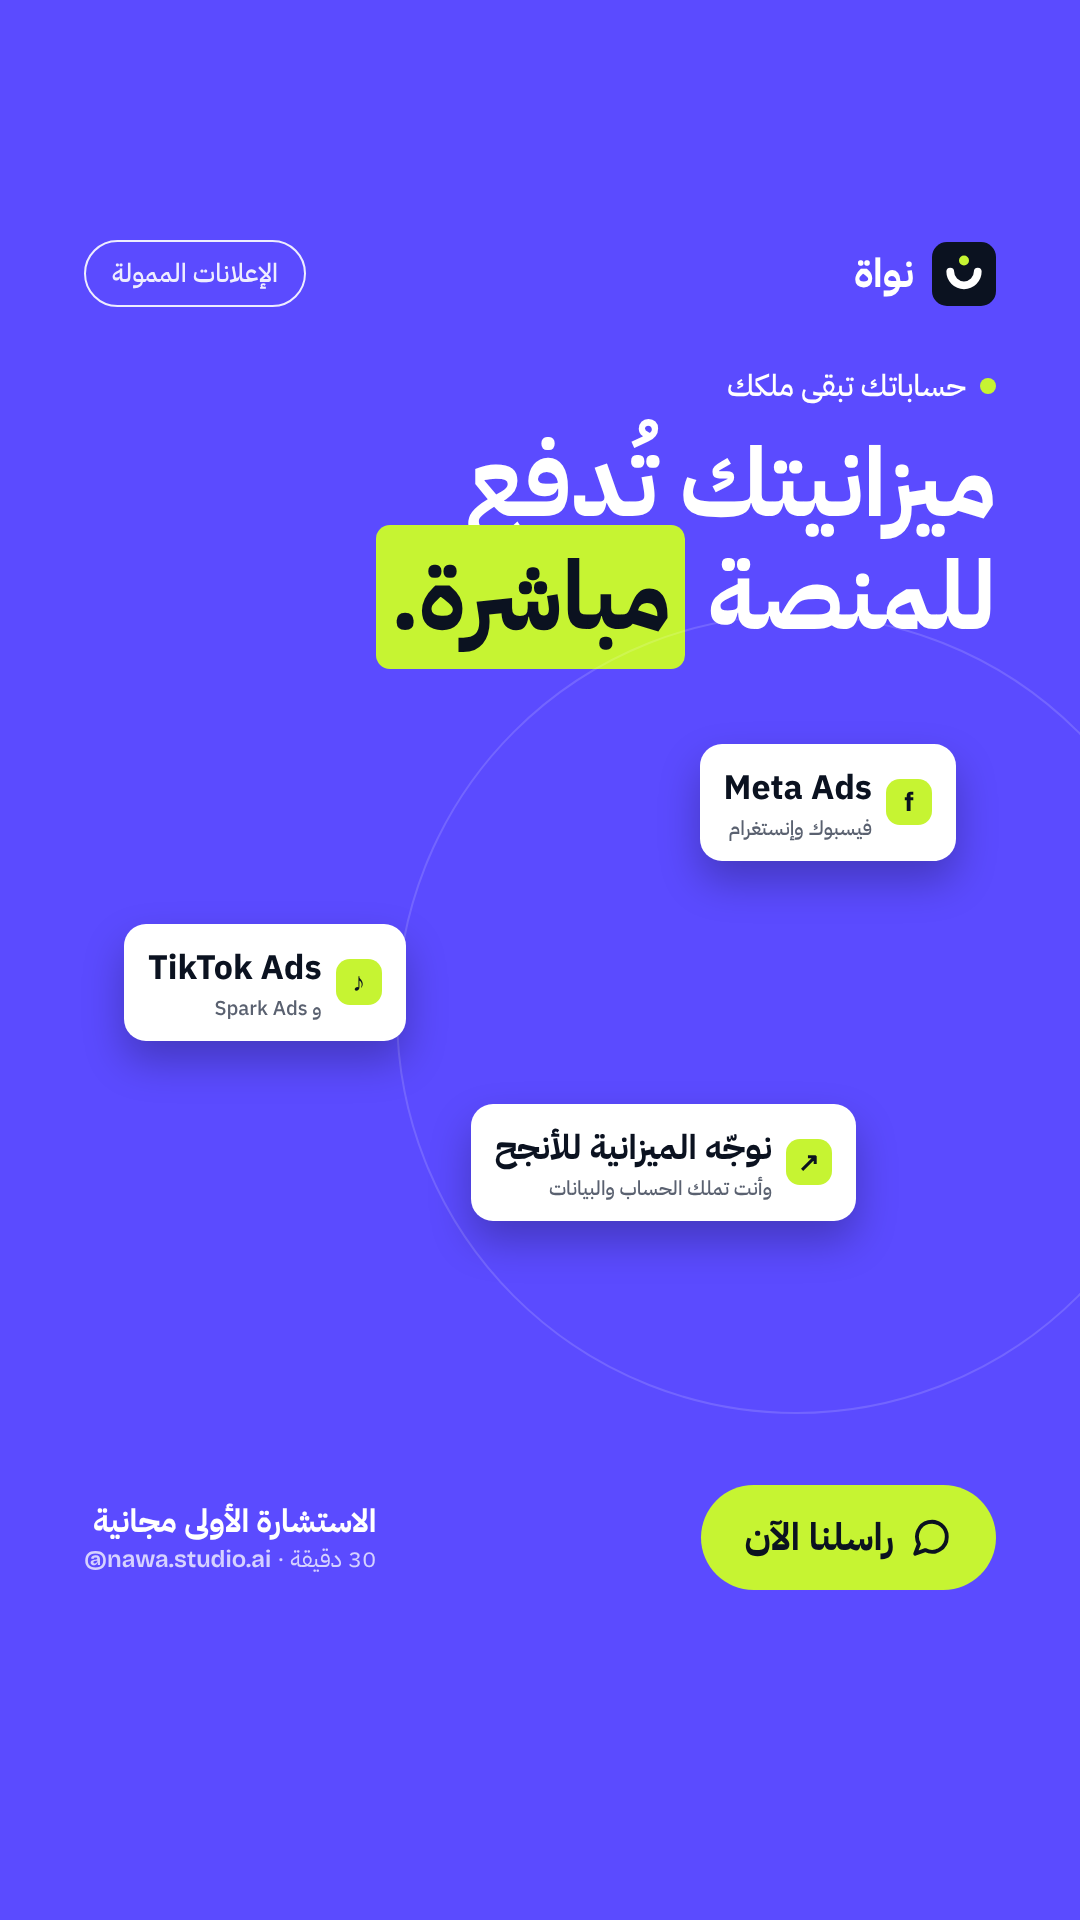 نواة
الإعلانات الممولة
حساباتك تبقى ملكك
ميزانيتك تُدفع
للمنصة مباشرة.
f
Meta Ads
فيسبوك وإنستغرام
♪
TikTok Ads
و Spark Ads
↗
نوجّه الميزانية للأنجح
وأنت تملك الحساب والبيانات
راسلنا الآن
الاستشارة الأولى مجانية
30 دقيقة · @nawa.studio.ai